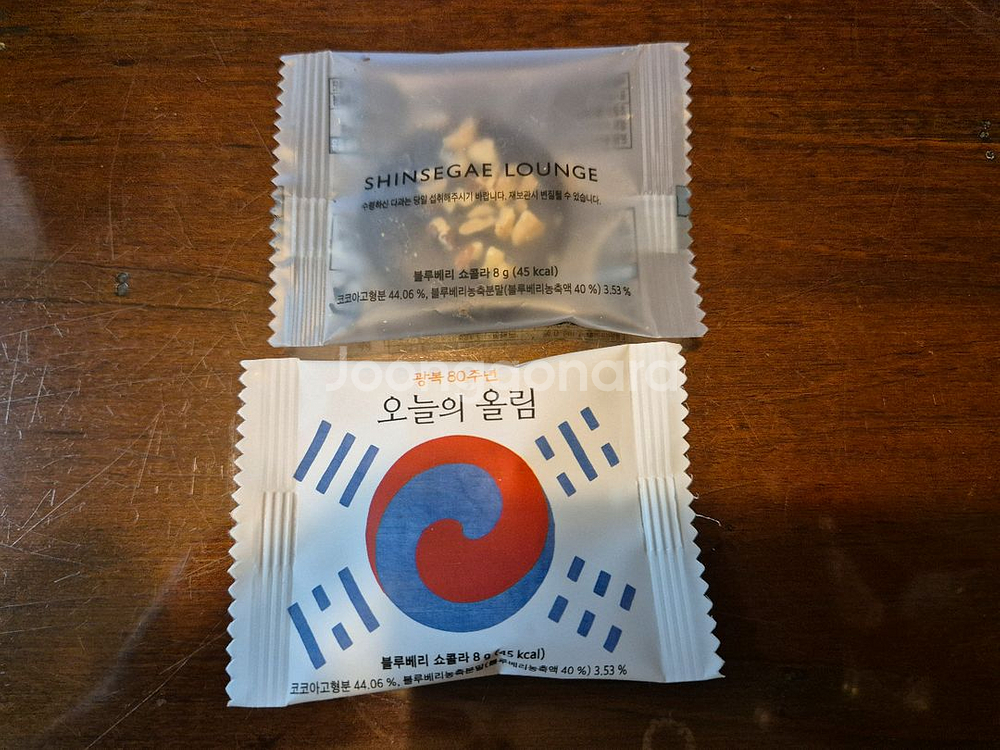 SHINSEGAE LOUNGE
수령하신 다과는 당일 섭취해주시기 바랍니다. 재보관시 변질될 수 있습니다.
블루베리 쇼콜라 8 g (45 kcal)
코코아고형분 44.06 %, 블루베리농축분말(블루베리농축액 40 %) 3.53 %
Joongonara
광복 80주년
오늘의 올림
블루베리 쇼콜라 8 g (45 kcal)
코코아고형분 44.06 %, 블루베리농축분말(블루베리농축액 40 %) 3.53 %